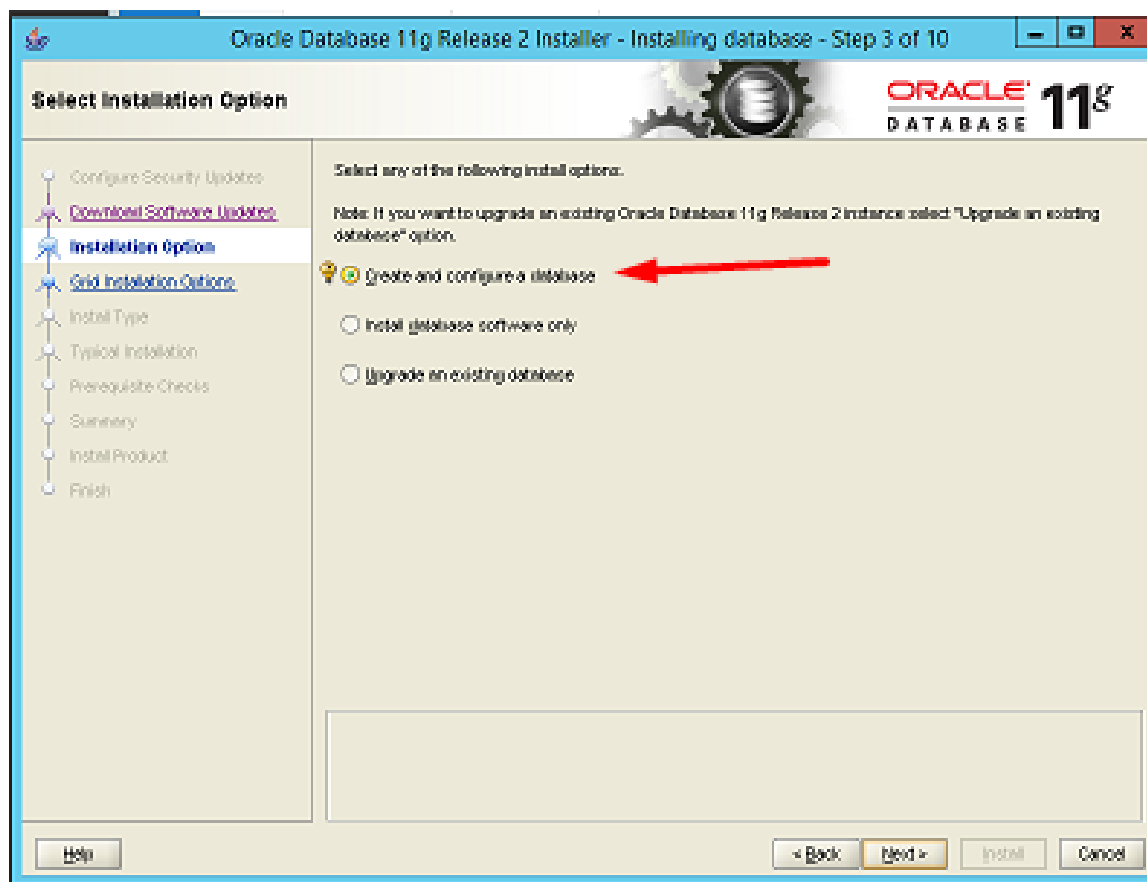 Oracle Database 11g Release 2 Installer - Installing database - Step 3 of 10
Select Installation Option
ORACLE
DATABASE
11g
Configure Security Updates
Download Software Updates
Installation Option
Grid Installation Options
Install Type
Typical Installation
Prerequisite Checks
Summary
Install Product
Finish
Select any of the following install options.
Note: If you want to upgrade an existing Oracle Database 11g Release 2 instance select "Upgrade an existing
database" option.
Create and configure a database
Install database software only
Upgrade an existing database
Help
< Back
Next >
Install
Cancel